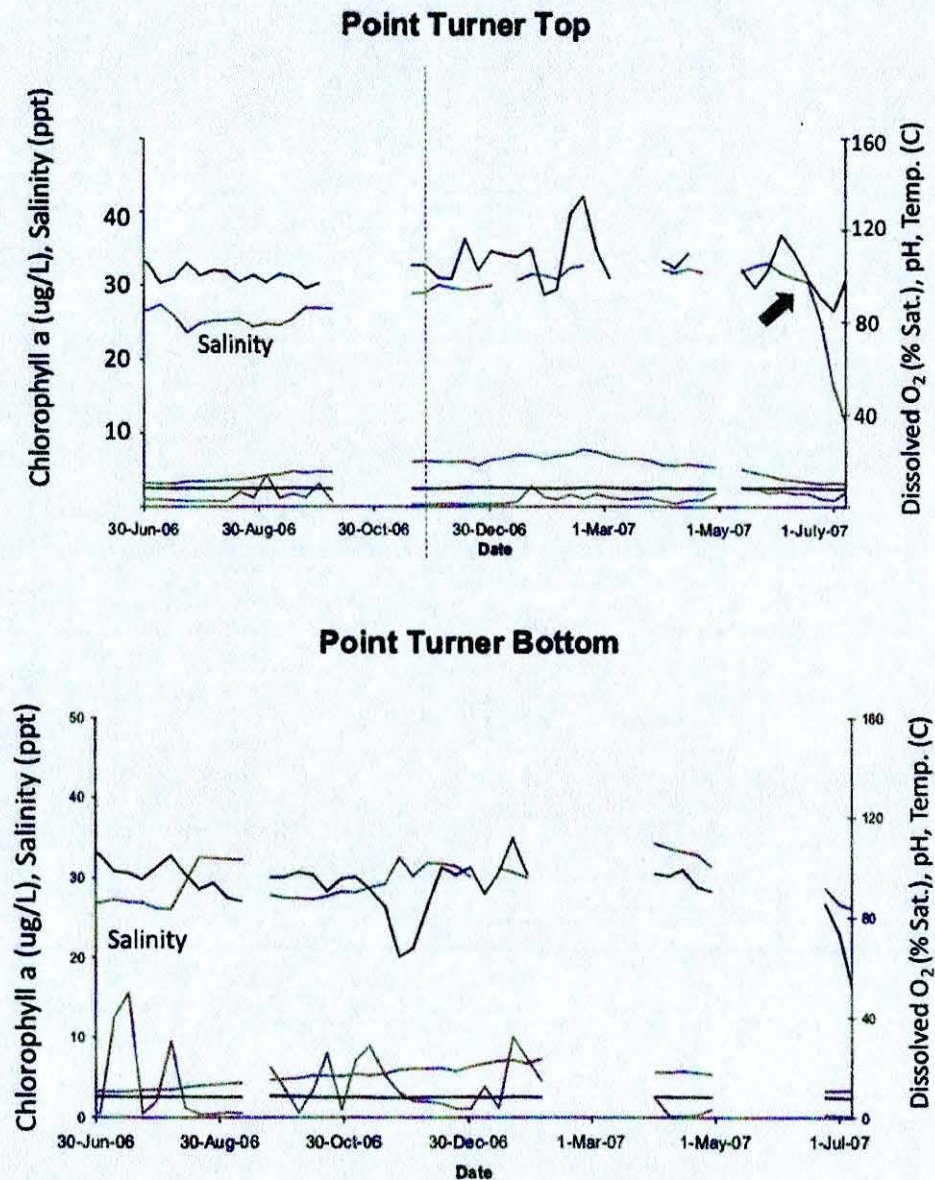 Point Turner Top
Chlorophyll a (ug/L), Salinity (ppt)
40
30
20
10
Salinity
160
120
80
40
Dissolved O₂ (% Sat.), pH, Temp. (C)
30-Jun-06 30-Aug-06 30-Oct-06 30-Dec-06 1-Mar-07 1-May-07 1-July-07
Date
Point Turner Bottom
Chlorophyll a (ug/L), Salinity (ppt)
50
40
30
20
10
0
Salinity
160
120
80
40
0
Dissolved O₂ (% Sat.), pH, Temp. (C)
30-Jun-06 30-Aug-06 30-Oct-06 30-Dec-06 1-Mar-07 1-May-07 1-Jul-07
Date